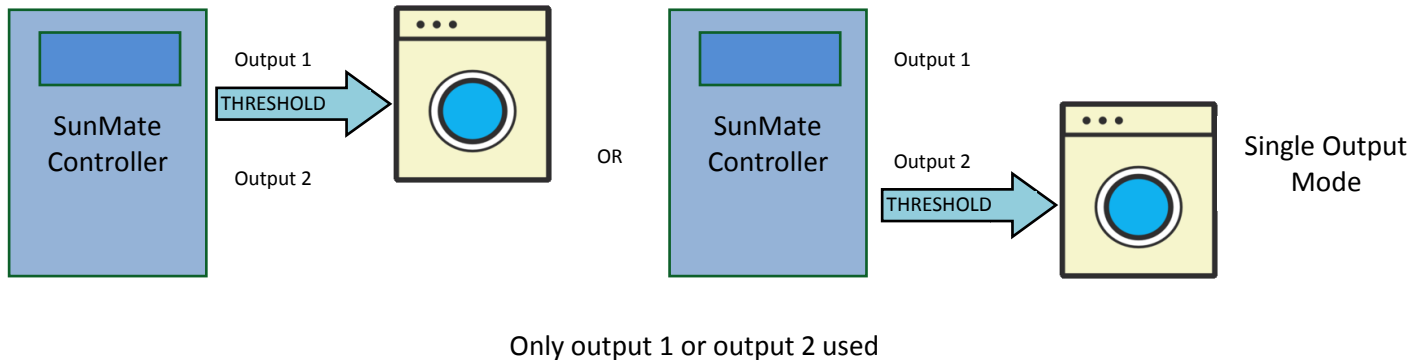 Output 1
THRESHOLD
SunMate
Controller
Output 2
OR
Output 1
SunMate
Controller
Output 2
THRESHOLD
Single Output
Mode
Only output 1 or output 2 used